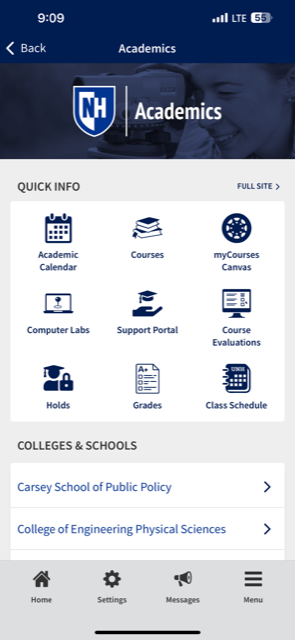 9:09
LTE 55
Back
Academics
NH
Academics
QUICK INFO
FULL SITE
Academic
Calendar
Courses
myCourses
Canvas
Computer Labs
Support Portal
Course
Evaluations
A+
UNH
Holds
Grades
Class Schedule
COLLEGES & SCHOOLS
Carsey School of Public Policy
College of Engineering Physical Sciences
Home
Settings
Messages
Menu